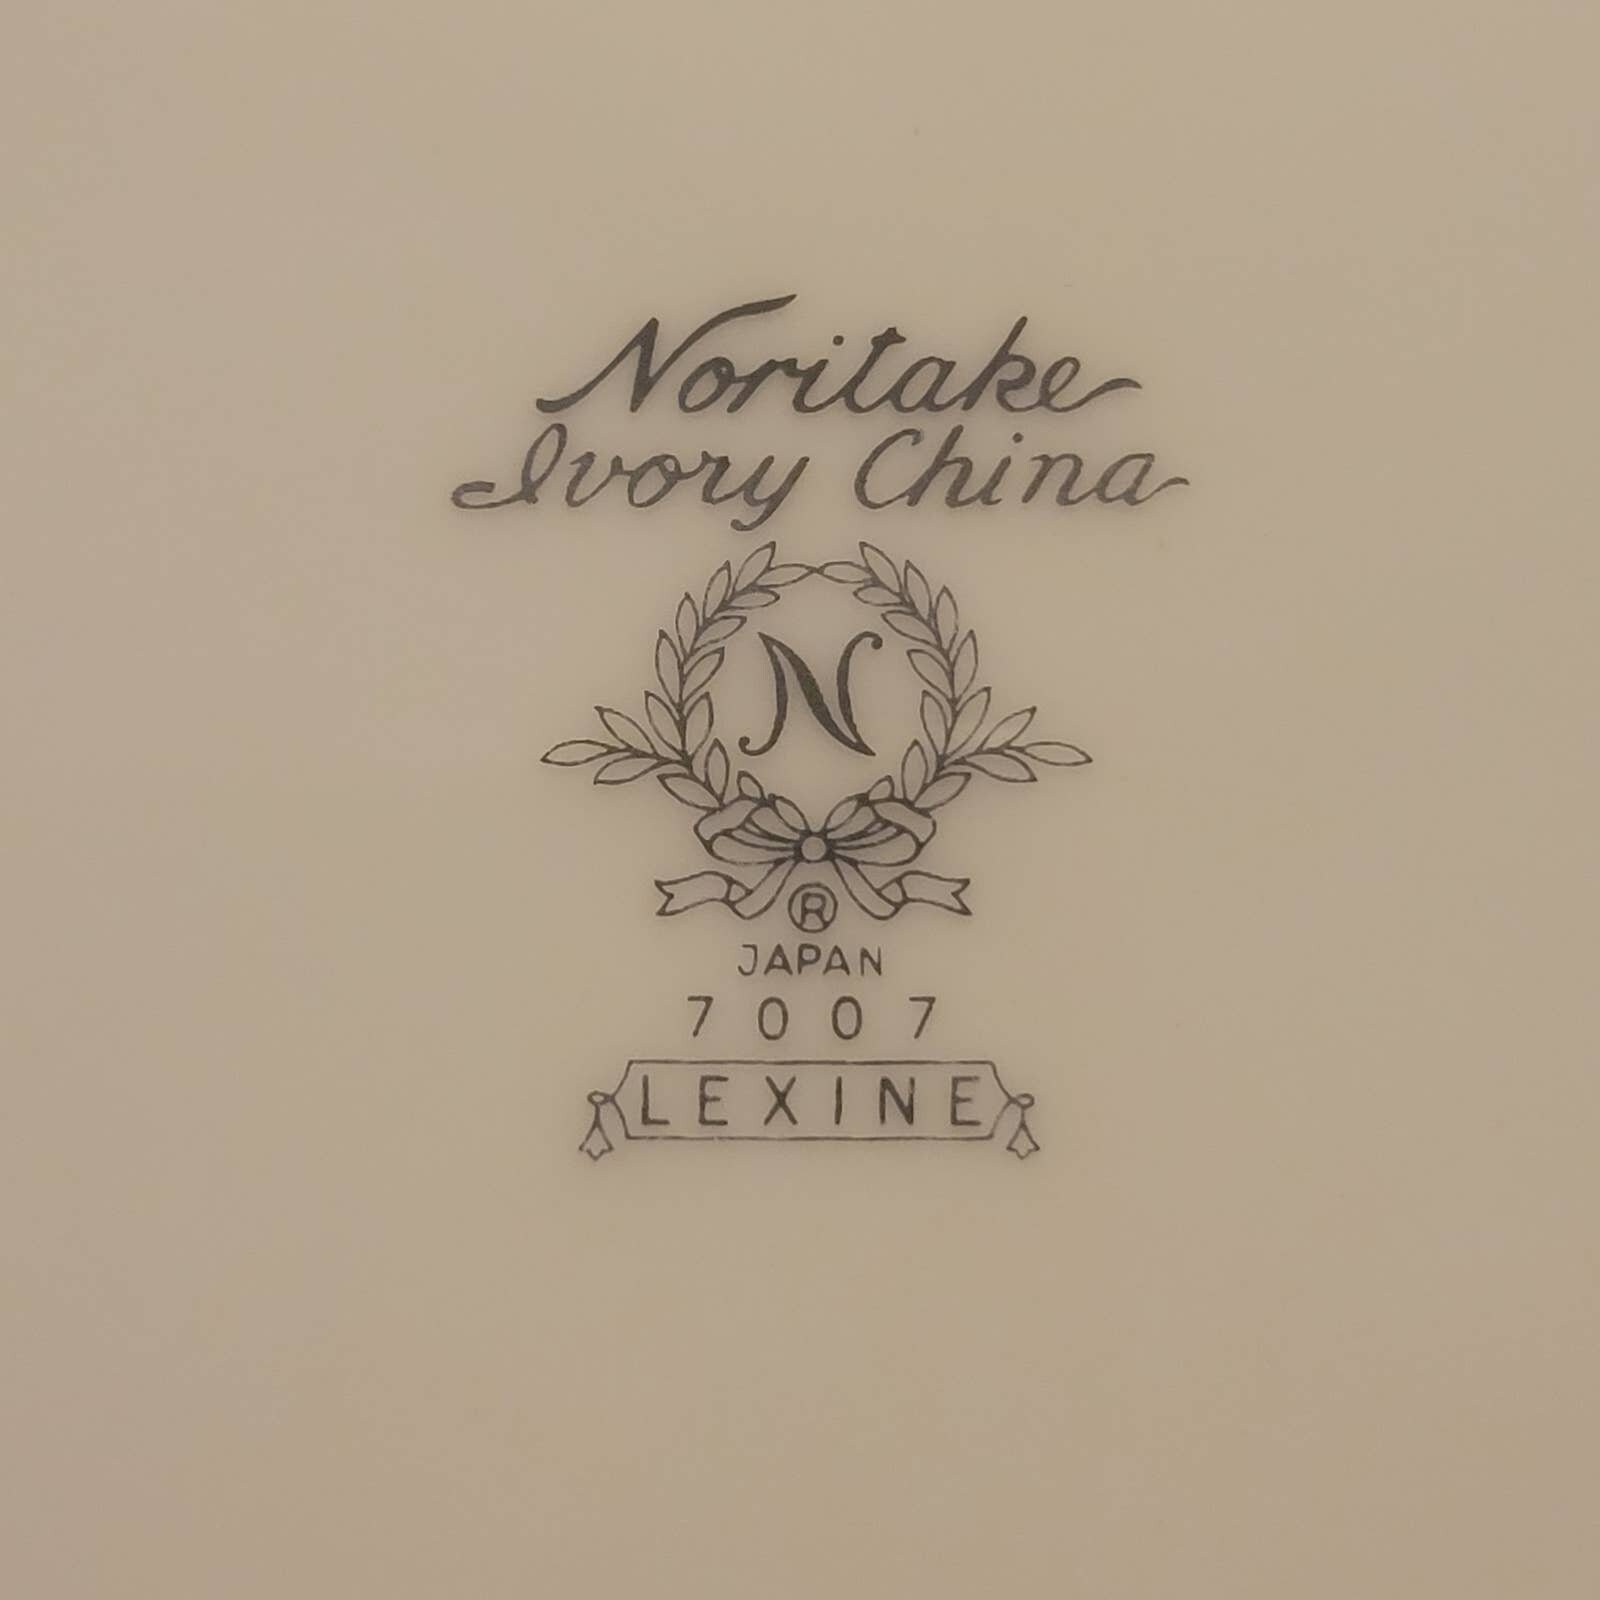 Noritake
Ivory China
N
®
JAPAN
7007
LEXINE